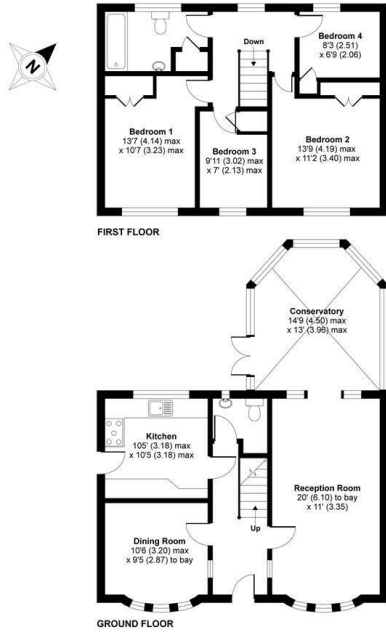 N
Bedroom 4
8'3 (2.51)
x 6'9 (2.06)
Down
Bedroom 1
13'7 (4.14) max
x 10'7 (3.23) max
Bedroom 3
9'11 (3.02) max
x 7' (2.13) max
Bedroom 2
13'9 (4.19) max
x 11'2 (3.40) max
FIRST FLOOR
Conservatory
14'9 (4.50) max
x 13' (3.96) max
Kitchen
105' (3.18) max
x 10'5 (3.18) max
Reception Room
20' (6.10) to bay
x 11' (3.35)
Up
Dining Room
10'6 (3.20) max
x 9'5 (2.87) to bay
GROUND FLOOR